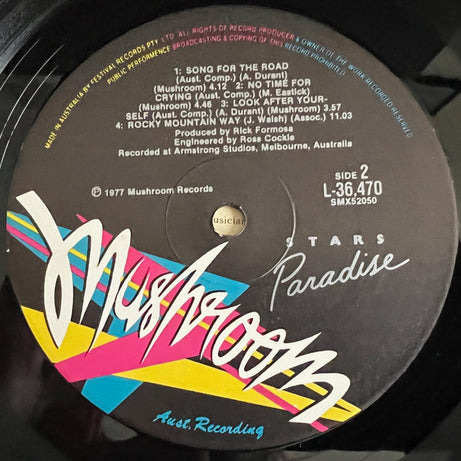 MADE IN AUSTRALIA BY FESTIVAL RECORDS PTY. LTD. ALL RIGHTS OF RECORD PRODUCER & OWNER OF THE WORK RECORDED RESERVED
PUBLIC PERFORMENCE BROADCASTING & COPYING OF THIS RECORD PROHIBITED
1: SONG FOR THE ROAD
(Aust. Comp.) (A. Durant)
(Mushroom) 4.12 2: NO TIME FOR
CRYING (Aust. Comp.) (M. Eastick)
(Mushroom) 4.46 3: LOOK AFTER YOUR-
SELF (Aust. Comp.) (A. Durant) (Mushroom) 3.57
4: ROCKY MOUNTAIN WAY (J. Walsh) (Assoc.) 11.03
Produced by Rick Formosa
Engineered by Ross Cockle
Recorded at Armstrong Studios, Melbourne, Australia
SIDE 2
L-36,470
SMX52050
℗ 1977 Mushroom Records
usician
STARS
Paradise
Mushroom
Aust. Recording